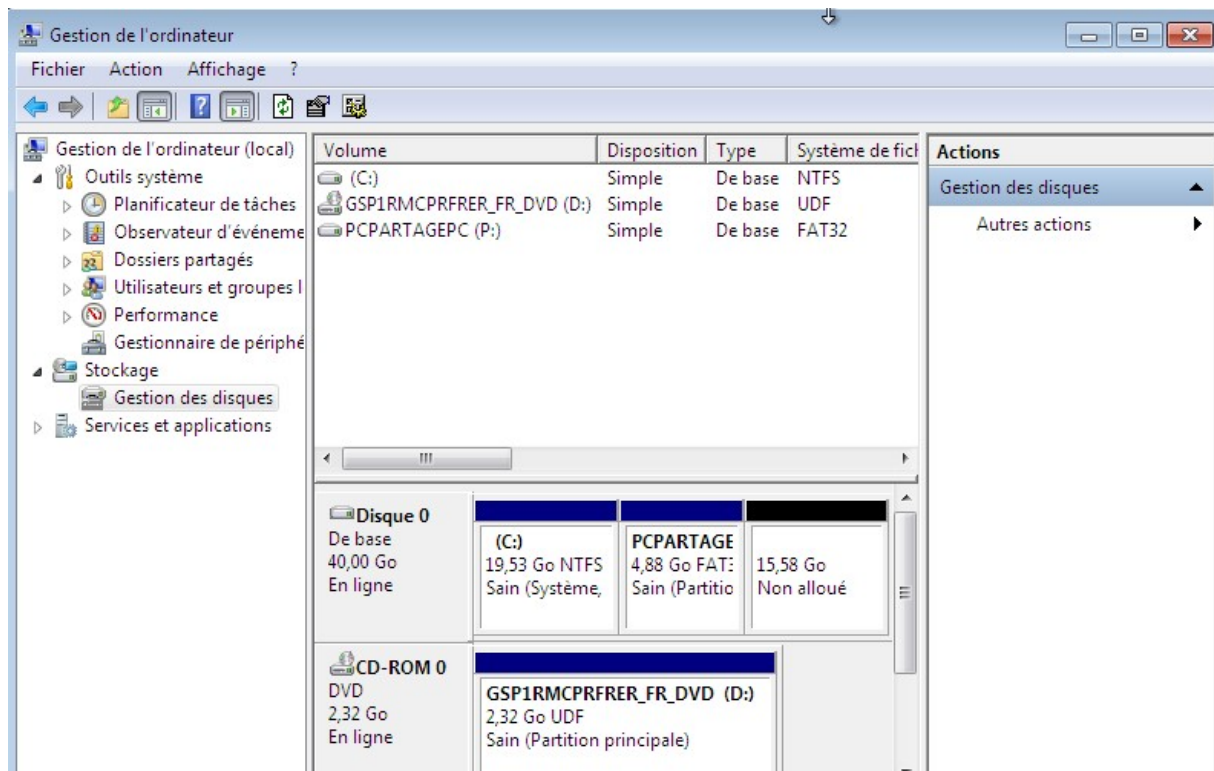 Gestion de l'ordinateur
Fichier Action Affichage ?
Gestion de l'ordinateur (local)
Outils système
Planificateur de tâches
Observateur d'événeme
Dossiers partagés
Utilisateurs et groupes l
Performance
Gestionnaire de périphé
Stockage
Gestion des disques
Services et applications
Volume Disposition Type Système de fich
(C:) Simple De base NTFS
GSP1RMCPRFRER_FR_DVD (D:) Simple De base UDF
PCPARTAGEPC (P:) Simple De base FAT32
Actions
Gestion des disques
Autres actions
Disque 0
De base
40,00 Go
En ligne
(C:)
19,53 Go NTFS
Sain (Système,
PCPARTAGE
4,88 Go FAT3
Sain (Partitio
15,58 Go
Non alloué
CD-ROM 0
DVD
2,32 Go
En ligne
GSP1RMCPRFRER_FR_DVD (D:)
2,32 Go UDF
Sain (Partition principale)